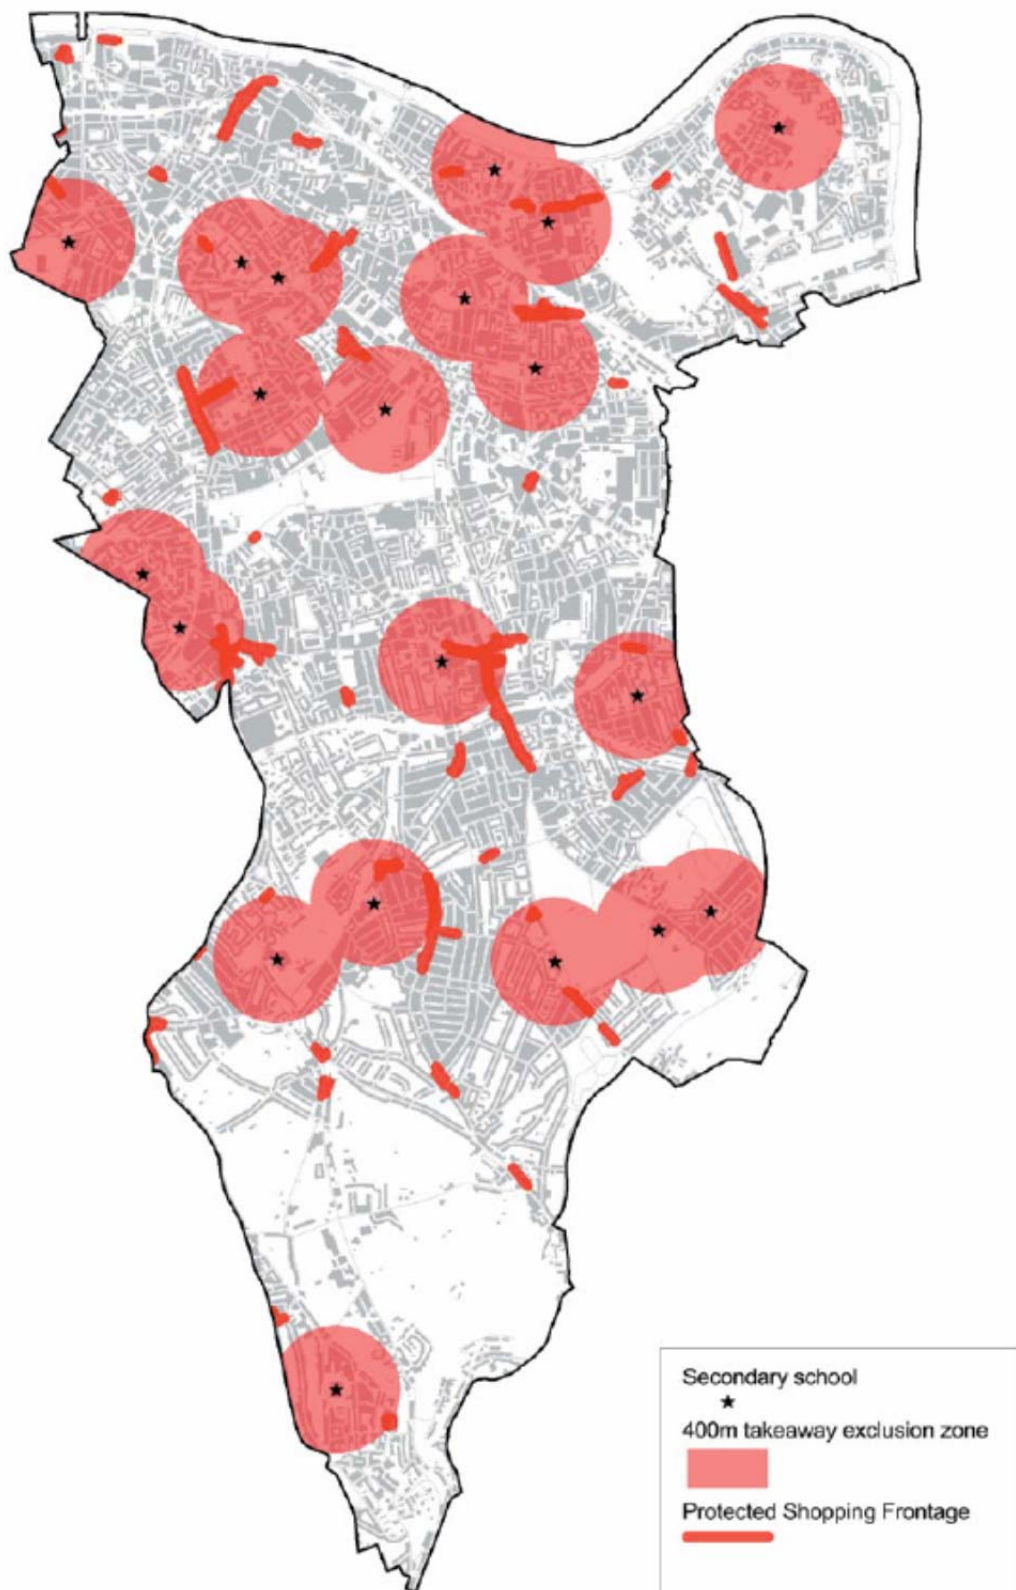 Secondary school
400m takeaway exclusion zone
Protected Shopping Frontage